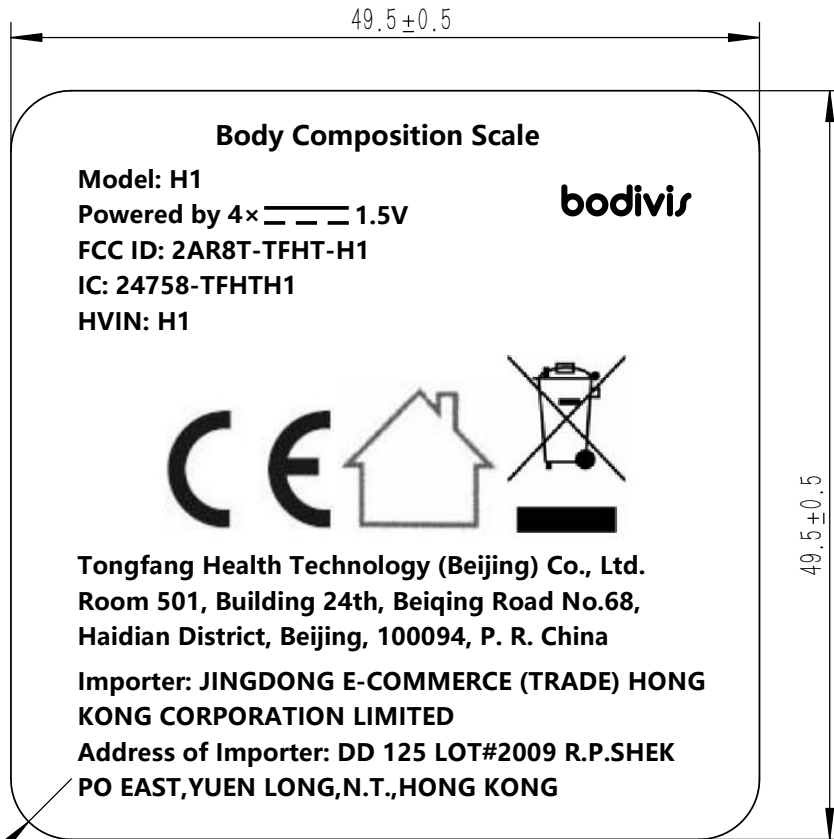 49.5±0.5
Body Composition Scale
Model: H1
bodivis
Powered by 4× 1.5V
FCC ID: 2AR8T-TFHT-H1
IC: 24758-TFHTH1
HVIN: H1
CE
49.5±0.5
Tongfang Health Technology (Beijing) Co., Ltd.
Room 501, Building 24th, Beiqing Road No.68,
Haidian District, Beijing, 100094, P. R. China
Importer: JINGDONG E-COMMERCE (TRADE) HONG
KONG CORPORATION LIMITED
Address of Importer: DD 125 LOT#2009 R.P.SHEK
PO EAST,YUEN LONG,N.T.,HONG KONG